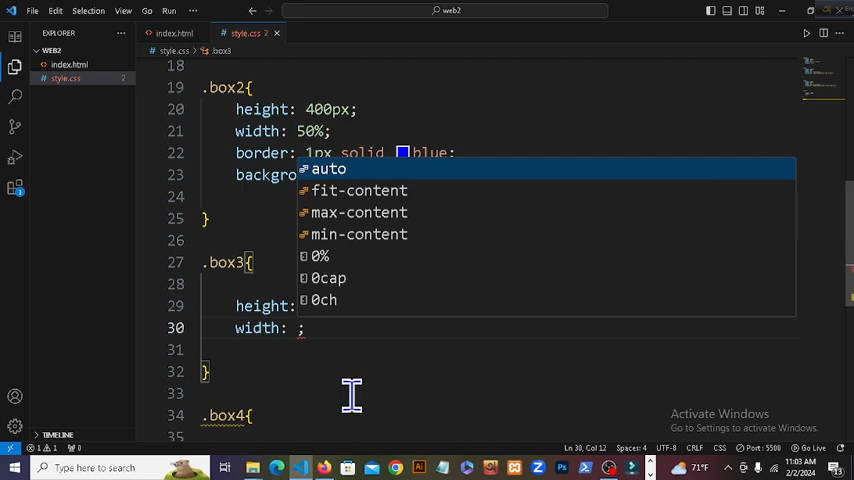 File Edit Selection View Go Run ··· web2
EXPLORER ···
index.html
style.css 2
WEB2
index.html
style.css 2
style.css > .box3
18
19 .box2{
20 height: 400px;
21 width: 50%;
22 border: 1px solid blue;
23 backgro
24
25 }
26
27 .box3{
28
29 height:
30 width: ;
31
32 }
33
34 .box4{
35
auto
fit-content
max-content
min-content
0%
0cap
0ch
Activate Windows
Go to Settings to activate Windows.
TIMELINE
1 1 0 Ln 30, Col 12 Spaces: 4 UTF-8 CRLF CSS Port : 5500 Go Live
Type here to search
71°F
11:03 AM
2/2/2024
13
1